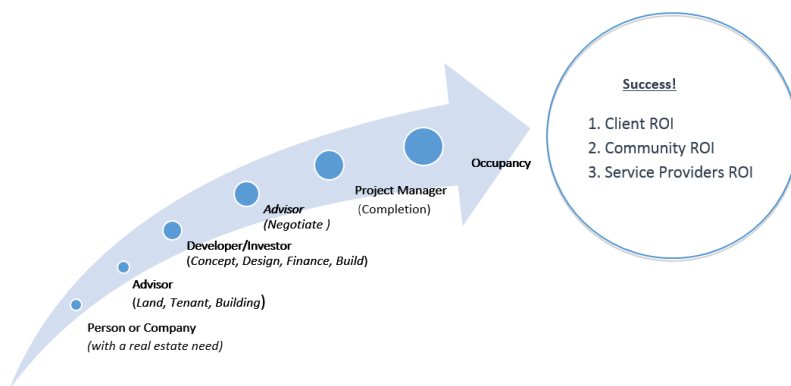 Success!
1. Client ROI
2. Community ROI
3. Service Providers ROI
Occupancy
Project Manager
(Completion)
Advisor
(Negotiate )
Developer/Investor
(Concept, Design, Finance, Build)
Advisor
(Land, Tenant, Building)
Person or Company
(with a real estate need)